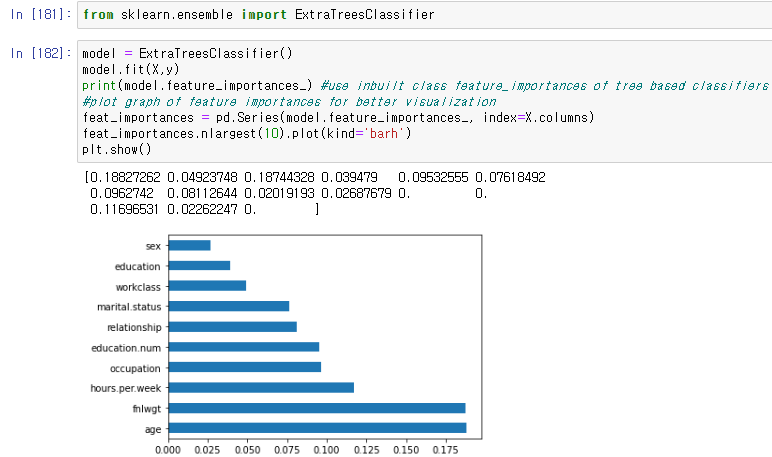 In [181]: from sklearn.ensemble import ExtraTreesClassifier
In [182]: model = ExtraTreesClassifier()
model.fit(X,y)
print(model.feature_importances_) #use inbuilt class feature_importances of tree based classifiers
#plot graph of feature importances for better visualization
feat_importances = pd.Series(model.feature_importances_, index=X.columns)
feat_importances.nlargest(10).plot(kind='barh')
plt.show()
[0.18827262 0.04923748 0.18744328 0.039479   0.09532555 0.07618492
 0.0962742  0.08112644 0.02019193 0.02687679 0.         0.
 0.11696531 0.02262247 0.        ]
sex
education
workclass
marital.status
relationship
education.num
occupation
hours.per.week
fnlwgt
age
0.000 0.025 0.050 0.075 0.100 0.125 0.150 0.175